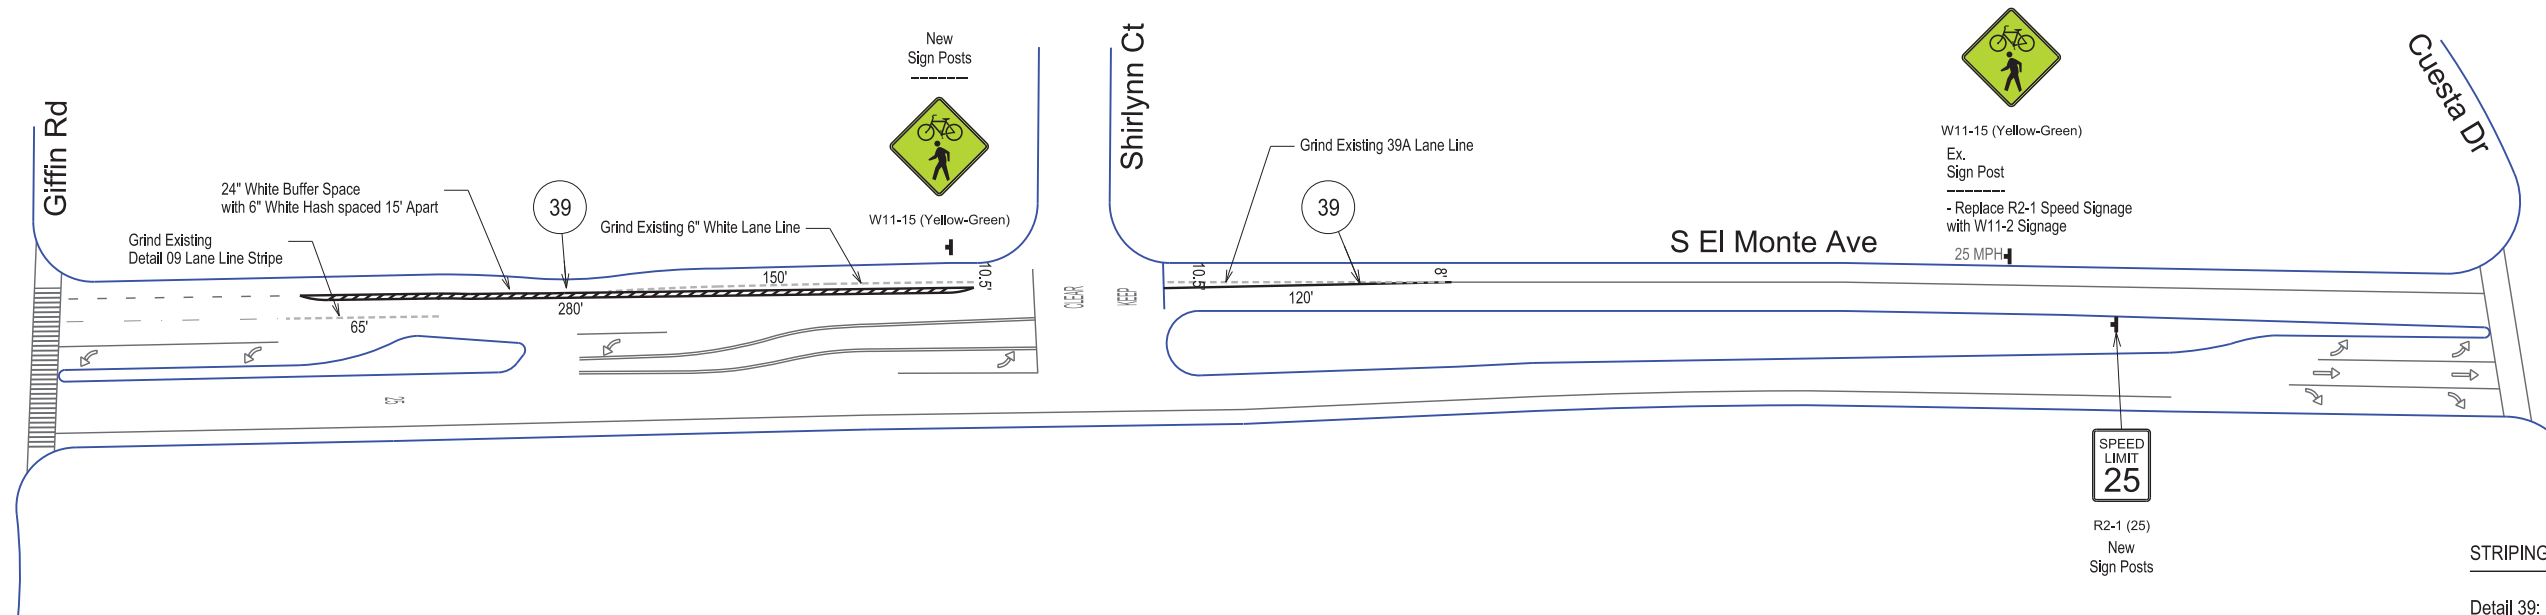 Giffin Rd
24" White Buffer Space
with 6" White Hash spaced 15' Apart
Grind Existing
Detail 09 Lane Line Stripe
39
Grind Existing 6" White Lane Line
New
Sign Posts
W11-15 (Yellow-Green)
150'
280'
65'
10.5'
25
CLEAR
KEEP
Shirlynn Ct
Grind Existing 39A Lane Line
39
10.5'
120'
8'
S El Monte Ave
W11-15 (Yellow-Green)
Ex.
Sign Post
- Replace R2-1 Speed Signage
with W11-2 Signage
25 MPH
Cuesta Dr
SPEED
LIMIT
25
R2-1 (25)
New
Sign Posts
STRIPING
Detail 39: